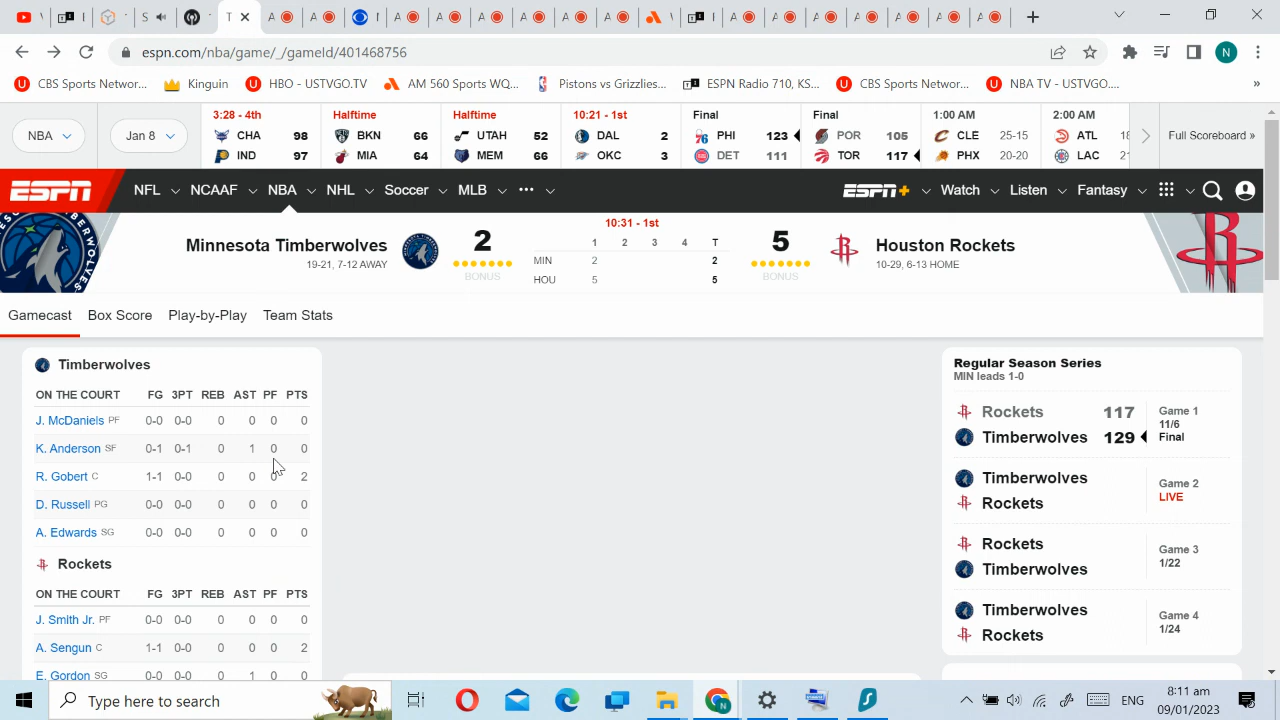 espn.com/nba/game/_/gameId/401468756
CBS Sports Networ...
Kinguin
HBO - USTVGO.TV
AM 560 Sports WQ...
Pistons vs Grizzlies...
ESPN Radio 710, KS...
CBS Sports Networ...
NBA TV - USTVGO....
»
NBA
Jan 8
3:28 - 4th
CHA 98
IND 97
Halftime
BKN 66
MIA 64
Halftime
UTAH 52
MEM 66
10:21 - 1st
DAL 2
OKC 3
Final
PHI 123
DET 111
Final
POR 105
TOR 117
1:00 AM
CLE 25-15
PHX 20-20
2:00 AM
ATL
LAC
Full Scoreboard »
ESPN NFL NCAAF NBA NHL Soccer MLB ... ESPN+ Watch Listen Fantasy
Minnesota Timberwolves
19-21, 7-12 AWAY
2
BONUS
10:31 - 1st
1 2 3 4 T
MIN 2 2
HOU 5 5
5
BONUS
Houston Rockets
10-29, 6-13 HOME
Gamecast Box Score Play-by-Play Team Stats
Timberwolves
ON THE COURT FG 3PT REB AST PF PTS
J. McDaniels PF 0-0 0-0 0 0 0 0
K. Anderson SF 0-1 0-1 0 1 0 0
R. Gobert C 1-1 0-0 0 0 0 2
D. Russell PG 0-0 0-0 0 0 0 0
A. Edwards SG 0-0 0-0 0 0 0 0
Rockets
ON THE COURT FG 3PT REB AST PF PTS
J. Smith Jr. PF 0-0 0-0 0 0 0 0
A. Sengun C 1-1 0-0 0 0 0 2
E. Gordon SG 0-0 0-0 0 1 0 0
Regular Season Series
MIN leads 1-0
Rockets 117
Timberwolves 129
Game 1
11/6
Final
Timberwolves
Rockets
Game 2
LIVE
Rockets
Timberwolves
Game 3
1/22
Timberwolves
Rockets
Game 4
1/24
Type here to search
ENG
8:11 am
09/01/2023